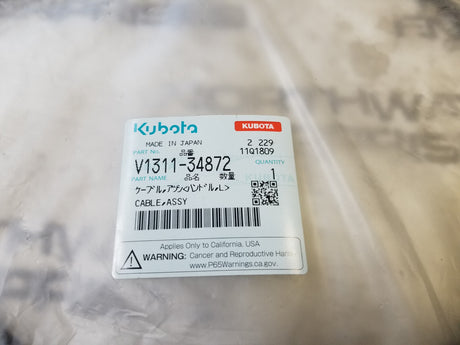 Kubota KUBOTA
MADE IN JAPAN 2 229
PART NO. 品番 11Q1809
V1311-34872 QUANTITY
PART NAME 品名 数量 1
ケーブル,アッシ<ハンドル,L>
CABLE,ASSY
KUBOTA
Applies Only to California, USA
WARNING: Cancer and Reproductive Harm
www.P65Warnings.ca.gov.